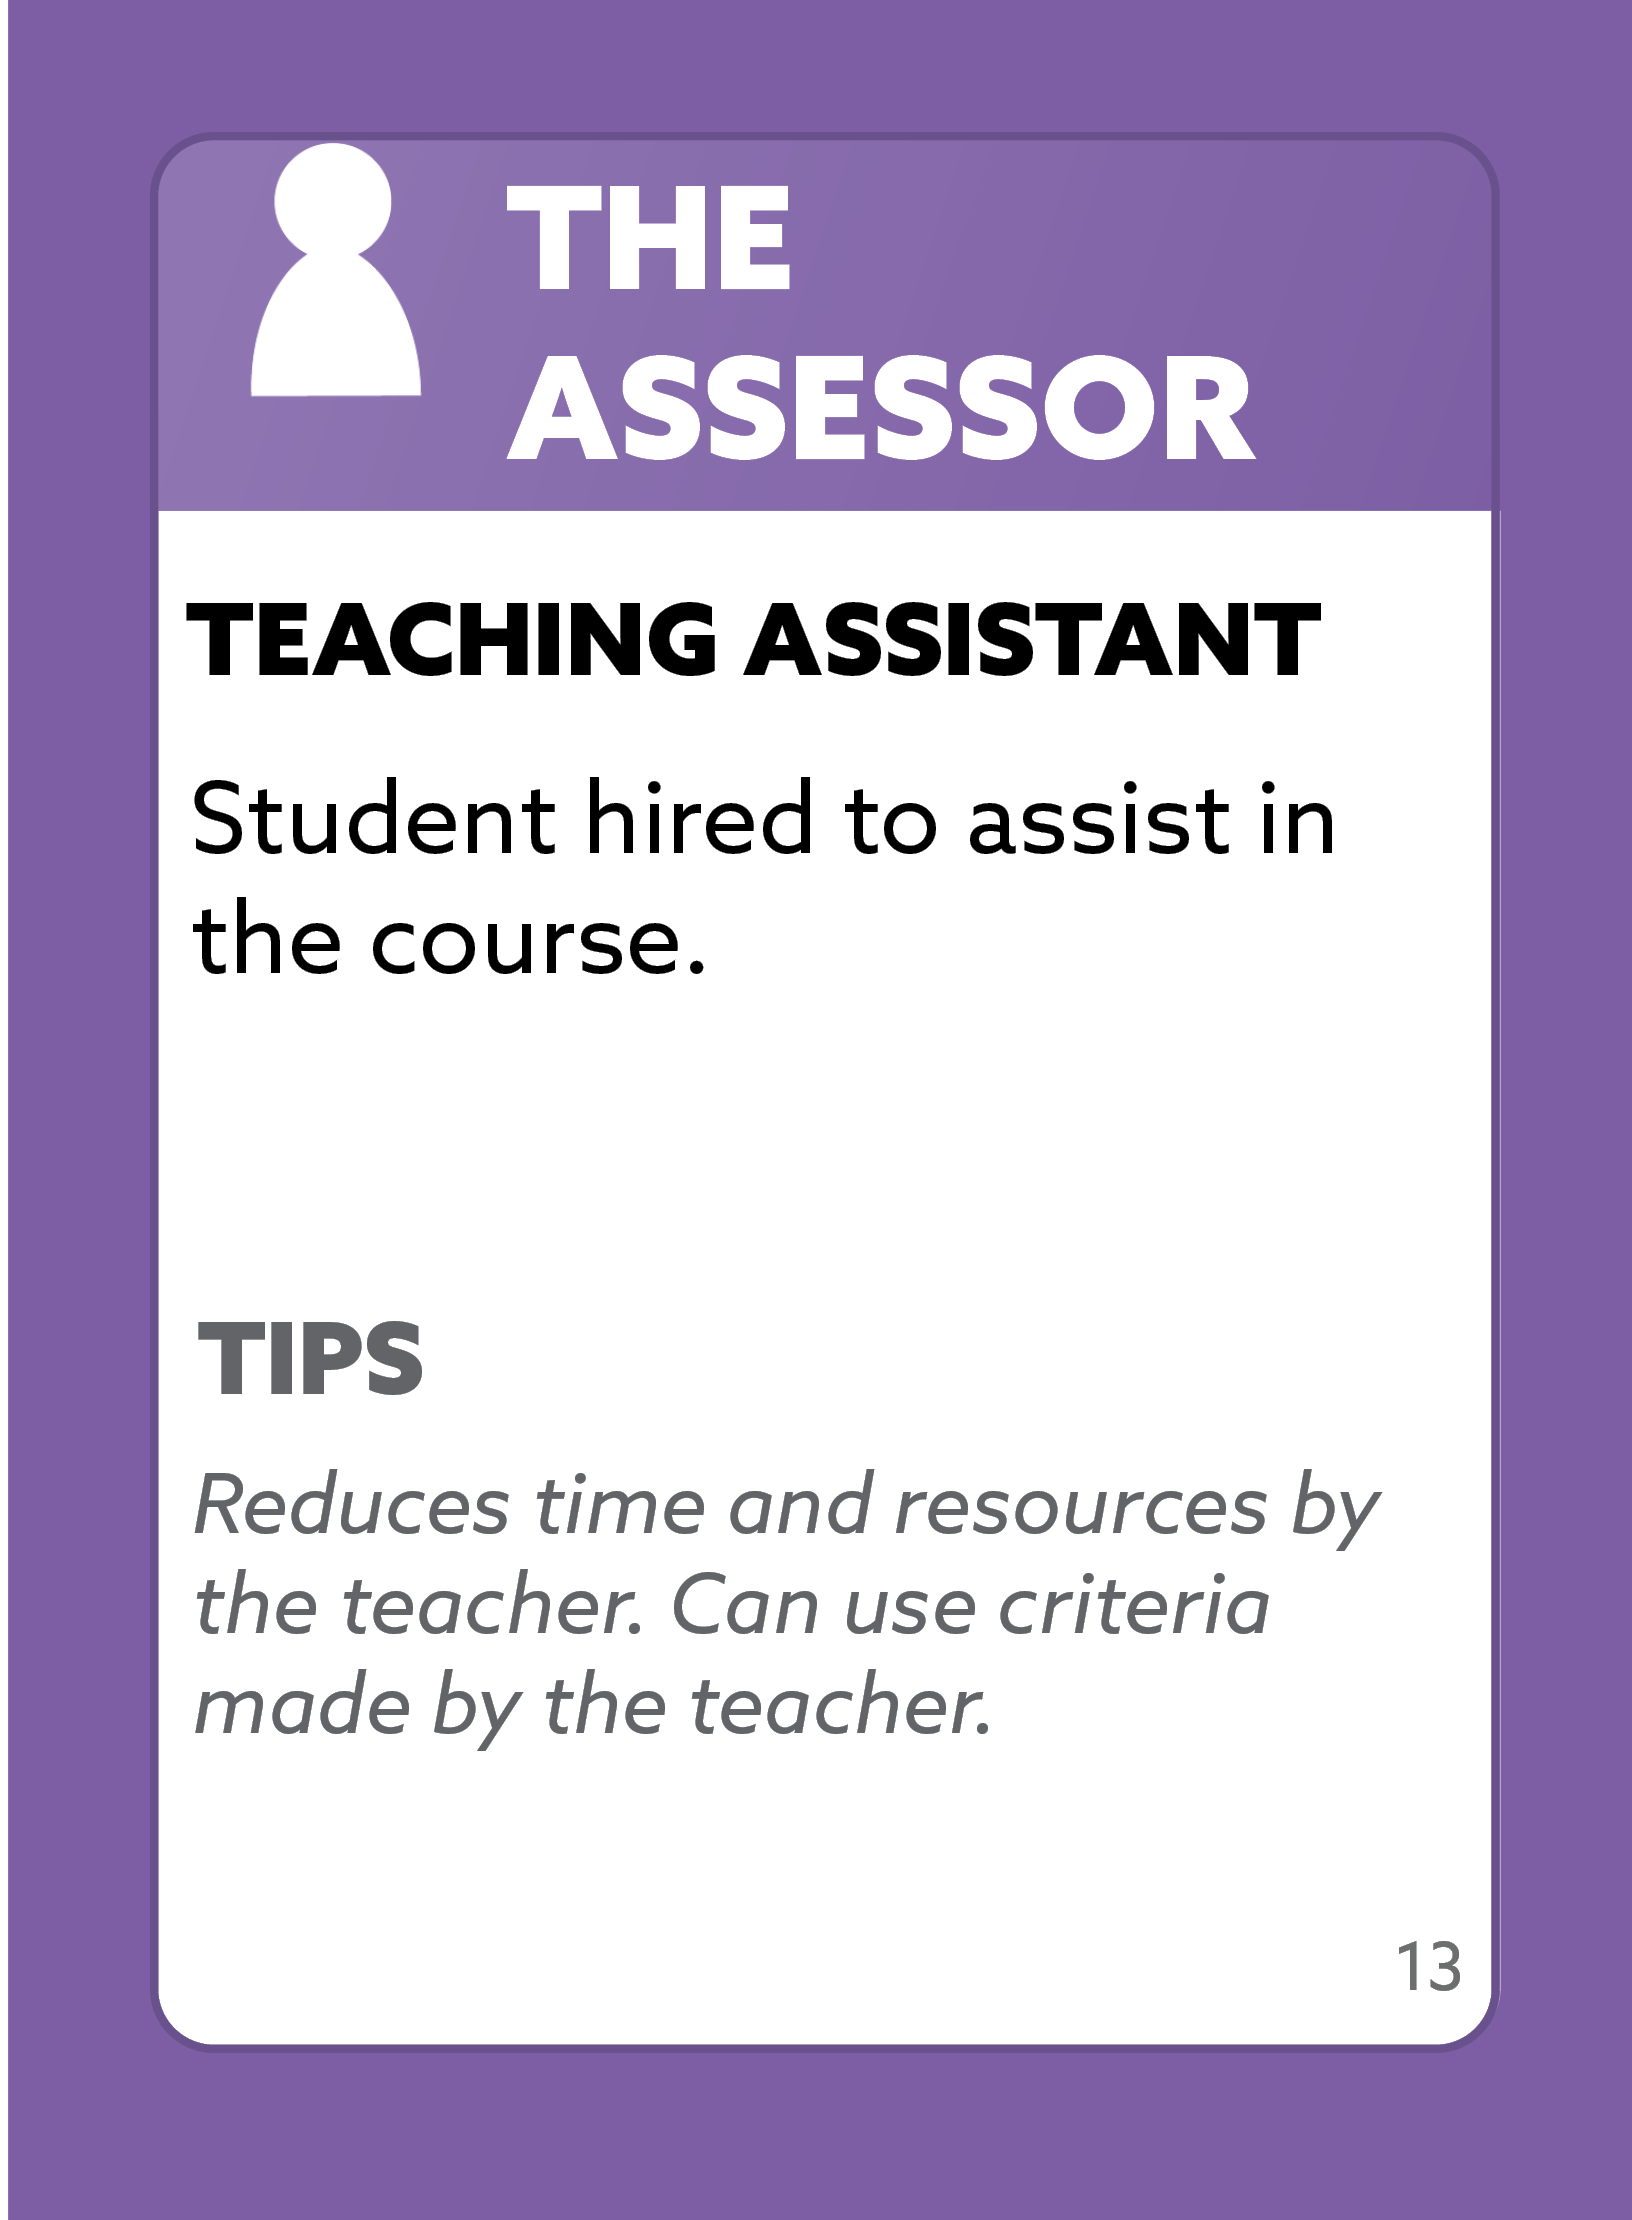 THE
ASSESSOR
TEACHING ASSISTANT
Student hired to assist in
the course.
TIPS
Reduces time and resources by
the teacher. Can use criteria
made by the teacher.
13